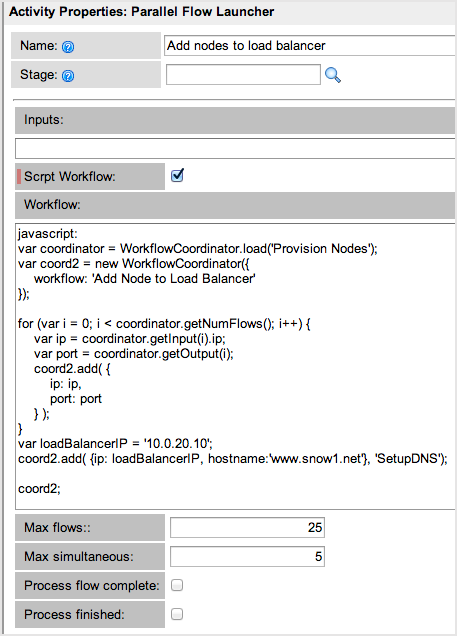 Activity Properties: Parallel Flow Launcher
Name: Add nodes to load balancer
Stage:
Inputs:
Scrpt Workflow:
Workflow:
javascript:
var coordinator = WorkflowCoordinator.load('Provision Nodes');
var coord2 = new WorkflowCoordinator({
workflow: 'Add Node to Load Balancer'
});
for (var i = 0; i < coordinator.getNumFlows(); i++) {
var ip = coordinator.getInput(i).ip;
var port = coordinator.getOutput(i);
coord2.add( {
ip: ip,
port: port
} );
}
var loadBalancerIP = '10.0.20.10';
coord2.add( {ip: loadBalancerIP, hostname:'www.snow1.net'}, 'SetupDNS');
coord2;
Max flows:: 25
Max simultaneous: 5
Process flow complete:
Process finished: